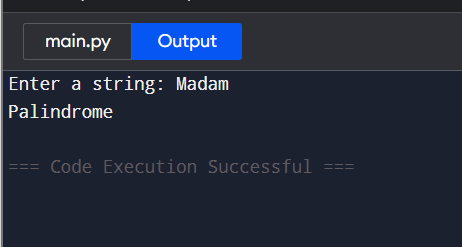 main.py Output
Enter a string: Madam
Palindrome
=== Code Execution Successful ===